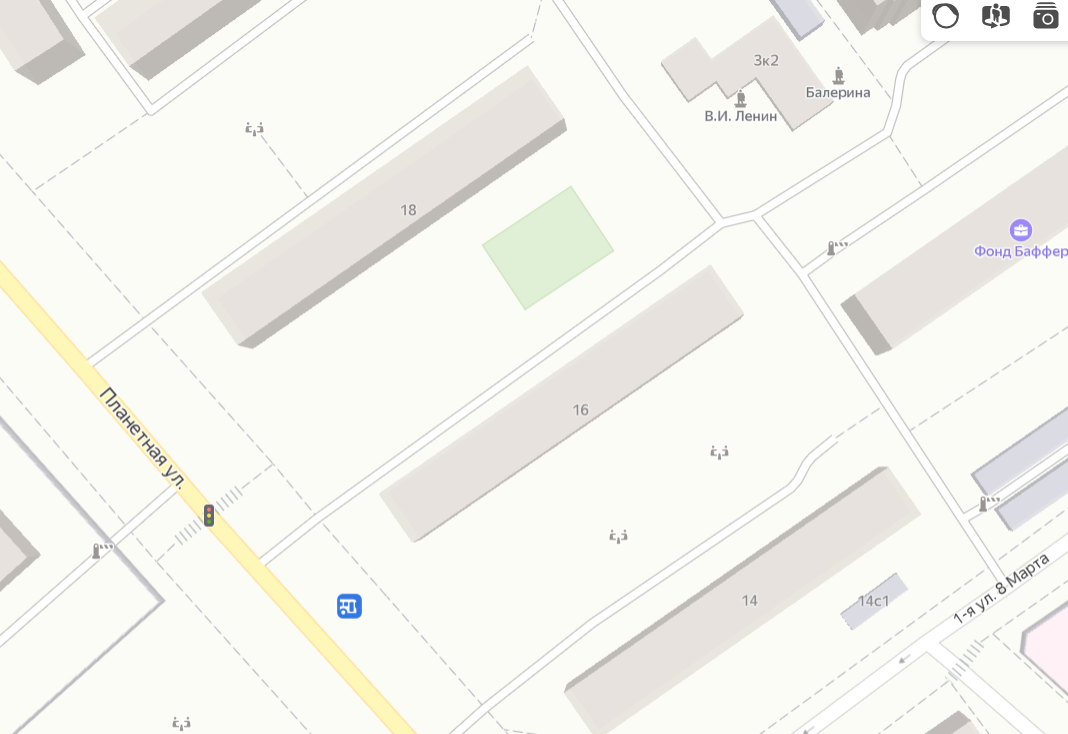 3к2
Балерина
В.И. Ленин
18
Фонд Баффер
Планетная ул.
16
14
14с1
1-я ул. 8 Марта